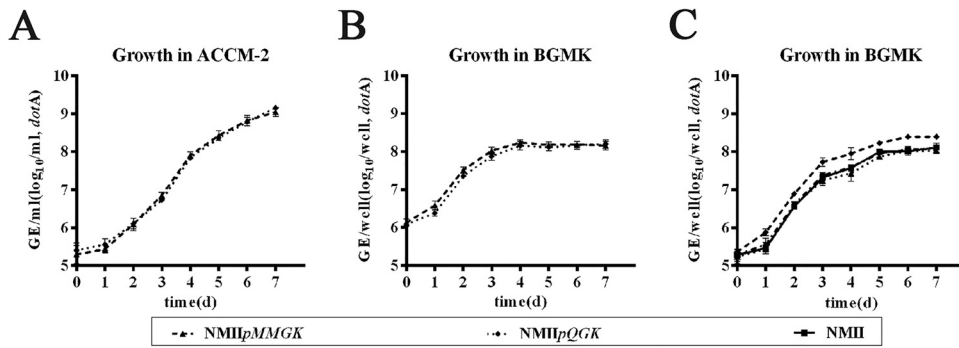 A
B
C
Growth in ACCM-2
Growth in BGMK
Growth in BGMK
GE/ml(log10/ml, dotA)
10
9
8
7
6
5
0 1 2 3 4 5 6 7
time(d)
GE/well(log10/well, dotA)
10
9
8
7
6
5
0 1 2 3 4 5 6 7
time(d)
GE/well(log10/well, dotA)
10
9
8
7
6
5
0 1 2 3 4 5 6 7
time(d)
NMIIpMMGK
NMIIpQGK
NMII